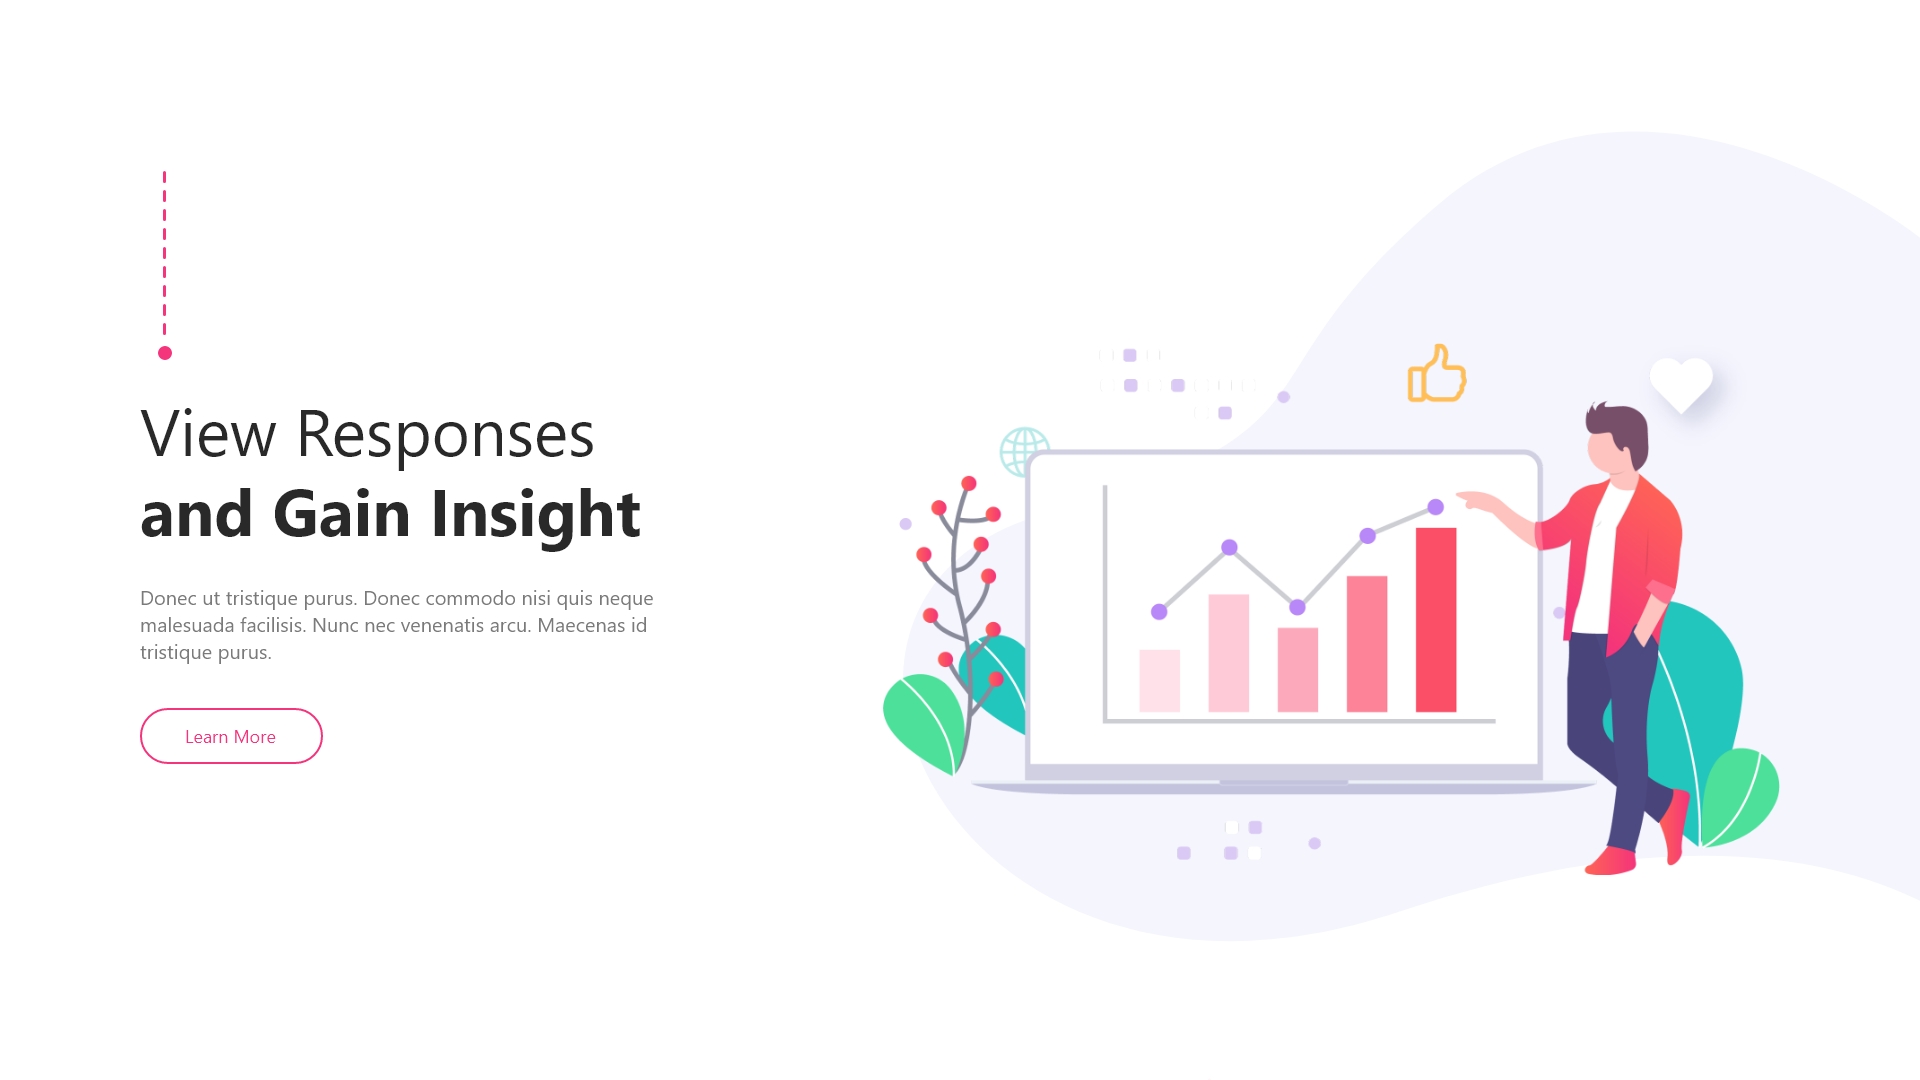 View Responses
and Gain Insight
Donec ut tristique purus. Donec commodo nisi quis neque
malesuada facilisis. Nunc nec venenatis arcu. Maecenas id
tristique purus.
Learn More